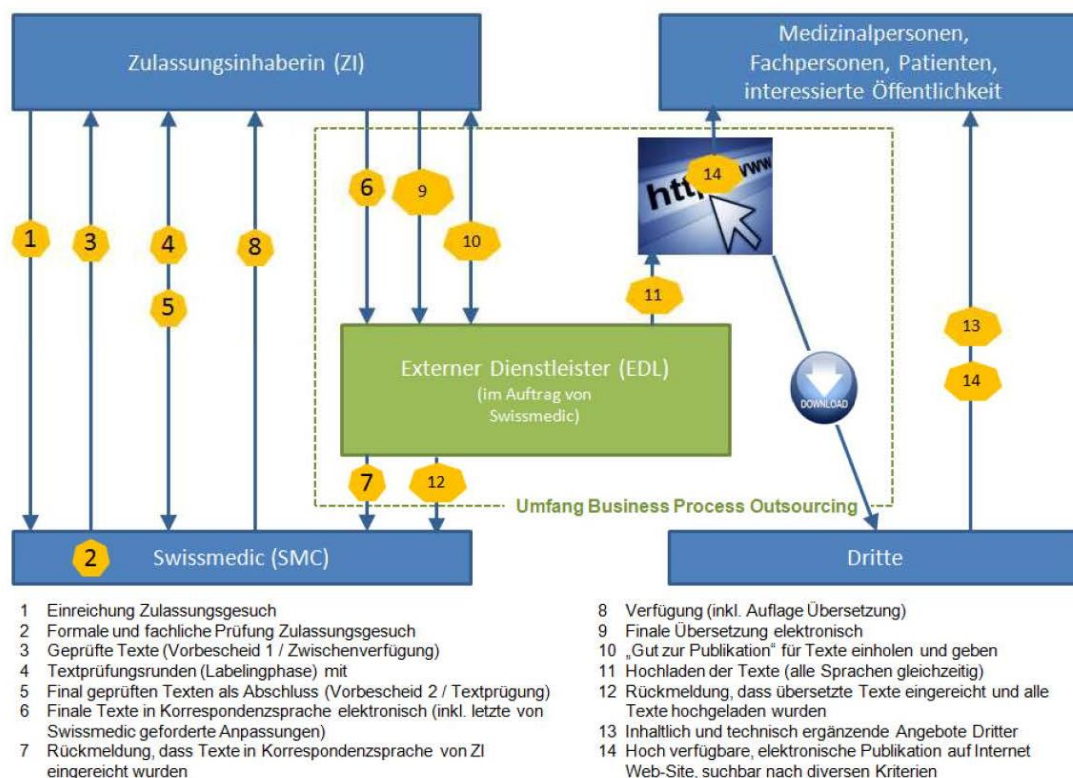 Zulassungsinhaberin (ZI)
Medizinalpersonen,
Fachpersonen, Patienten,
interessierte Öffentlichkeit
1
3
4
5
8
6
9
10
14
www
11
13
14
Externer Dienstleister (EDL)
(im Auftrag von
Swissmedic)
DOWNLOAD
7
12
Umfang Business Process Outsourcing
2
Swissmedic (SMC)
Dritte
1 Einreichung Zulassungsgesuch
2 Formale und fachliche Prüfung Zulassungsgesuch
3 Geprüfte Texte (Vorbescheid 1 / Zwischenverfügung)
4 Textprüfungsrunden (Labelingphase) mit
5 Final geprüften Texten als Abschluss (Vorbescheid 2 / Textprügung)
6 Finale Texte in Korrespondenzsprache elektronisch (inkl. letzte von
Swissmedic geforderte Anpassungen)
7 Rückmeldung, dass Texte in Korrespondenzsprache von ZI
eingereicht wurden
8 Verfügung (inkl. Auflage Übersetzung)
9 Finale Übersetzung elektronisch
10 „Gut zur Publikation“ für Texte einholen und geben
11 Hochladen der Texte (alle Sprachen gleichzeitig)
12 Rückmeldung, dass übersetzte Texte eingereicht und alle
Texte hochgeladen wurden
13 Inhaltlich und technisch ergänzende Angebote Dritter
14 Hoch verfügbare, elektronische Publikation auf Internet
Web-Site, suchbar nach diversen Kriterien